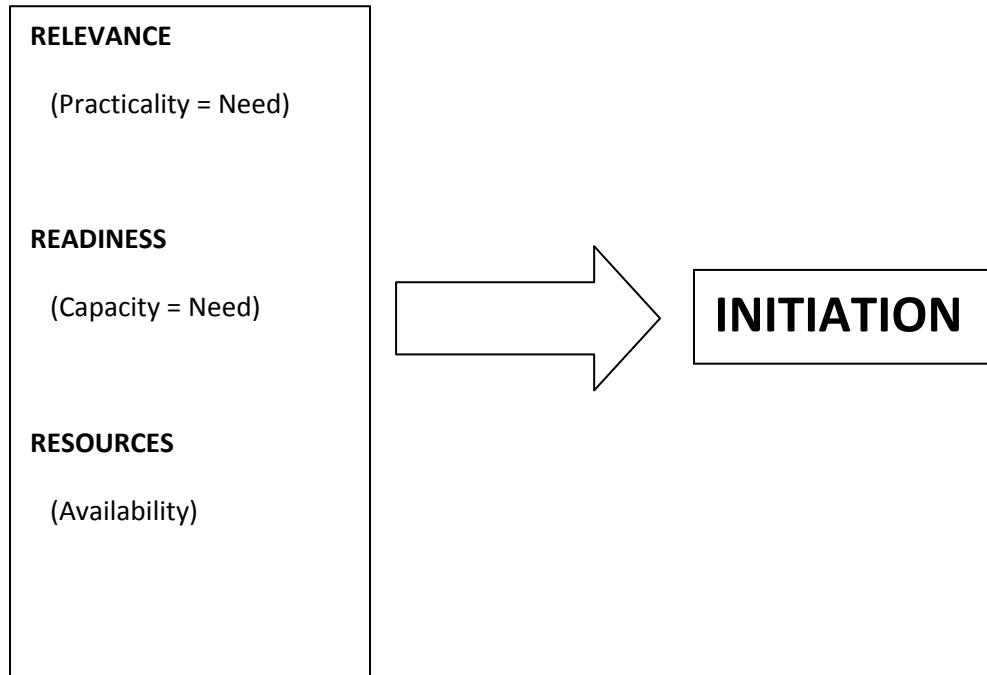 RELEVANCE
(Practicality = Need)
READINESS
(Capacity = Need)
RESOURCES
(Availability)
INITIATION